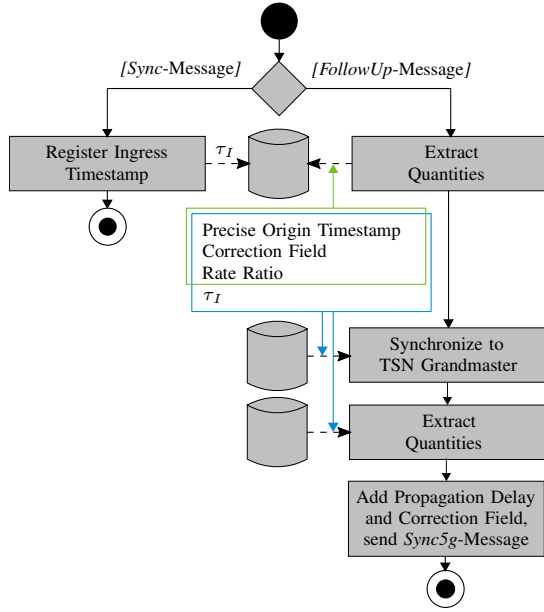 [Sync-Message]
[FollowUp-Message]
Register Ingress
Timestamp
τI
Extract
Quantities
Precise Origin Timestamp
Correction Field
Rate Ratio
τI
Synchronize to
TSN Grandmaster
Extract
Quantities
Add Propagation Delay
and Correction Field,
send Sync5g-Message